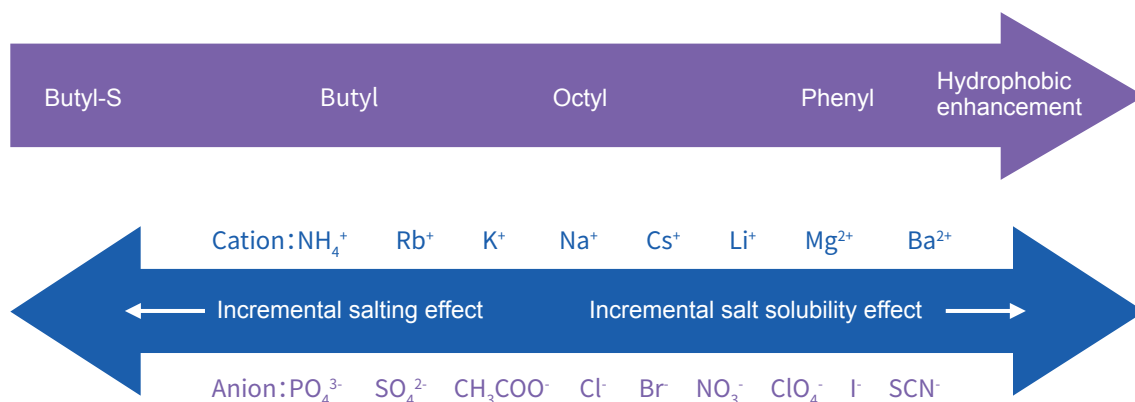 Butyl-S Butyl Octyl Phenyl Hydrophobic
enhancement
Cation：NH₄⁺ Rb⁺ K⁺ Na⁺ Cs⁺ Li⁺ Mg²⁺ Ba²⁺
Incremental salting effect Incremental salt solubility effect
Anion：PO₄³⁻ SO₄²⁻ CH₃COO⁻ Cl⁻ Br⁻ NO₃⁻ ClO₄⁻ I⁻ SCN⁻